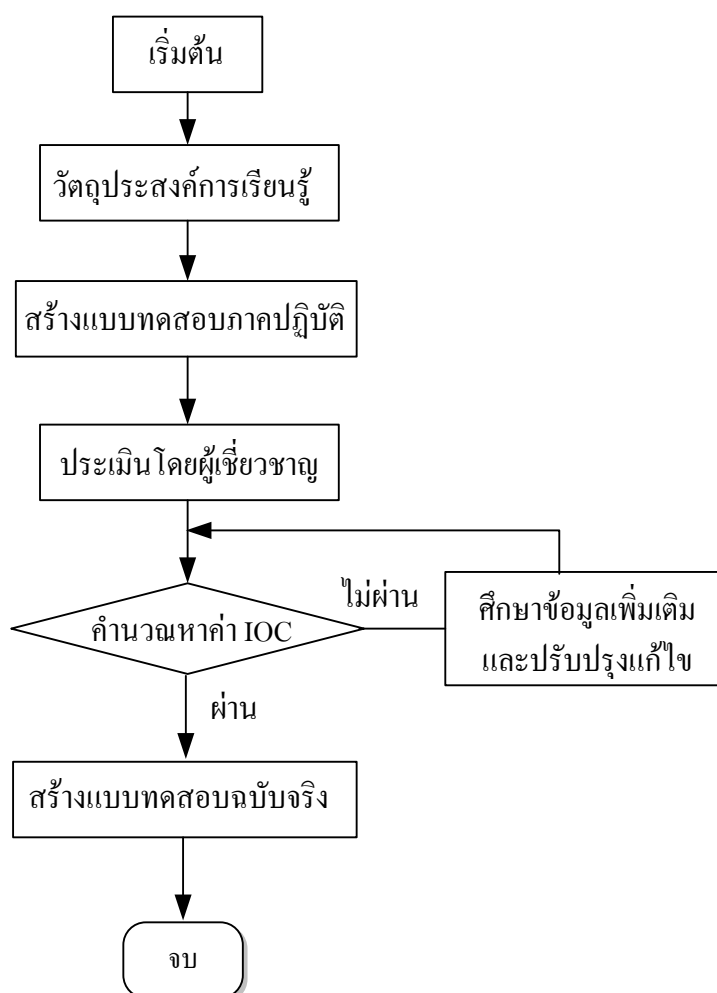 เริ่มต้น
วัตถุประสงค์การเรียนรู้
สร้างแบบทดสอบภาคปฏิบัติ
ประเมินโดยผู้เชี่ยวชาญ
คำนวณหาค่า IOC
ไม่ผ่าน
ศึกษาข้อมูลเพิ่มเติม
และปรับปรุงแก้ไข
ผ่าน
สร้างแบบทดสอบฉบับจริง
จบ